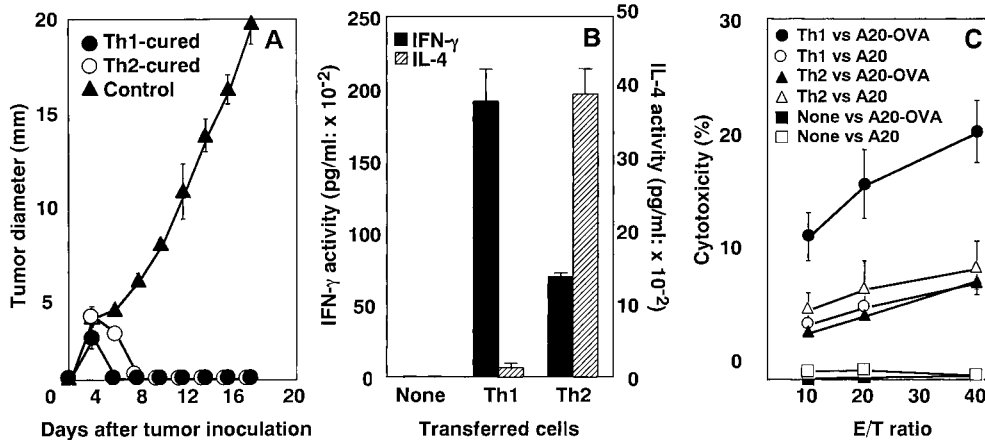 A
Th1-cured
Th2-cured
Control
Tumor diameter (mm)
20
15
10
5
0
0 4 8 12 16 20
Days after tumor inoculation
B
IFN-γ
IL-4
IFN-γ activity (pg/ml: x 10⁻²)
250
200
150
100
50
0
None Th1 Th2
Transferred cells
50
40
30
20
10
0
IL-4 activity (pg/ml: x 10⁻²)
C
Th1 vs A20-OVA
Th1 vs A20
Th2 vs A20-OVA
Th2 vs A20
None vs A20-OVA
None vs A20
Cytotoxicity (%)
30
20
10
0
10 20 40
E/T ratio